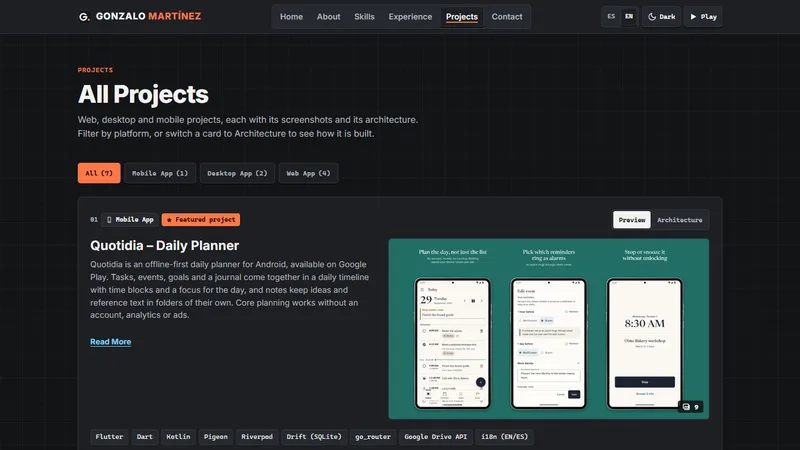 G. GONZALO MARTÍNEZ
Home
About
Skills
Experience
Projects
Contact
ES EN
Dark
Play
PROJECTS
All Projects
Web, desktop and mobile projects, each with its screenshots and its architecture.
Filter by platform, or switch a card to Architecture to see how it is built.
All (7)
Mobile App (1)
Desktop App (2)
Web App (4)
01
Mobile App
★ Featured project
Preview
Architecture
Quotidia – Daily Planner
Quotidia is an offline-first daily planner for Android, available on Google
Play. Tasks, events, goals and a journal come together in a daily timeline
with time blocks and a focus for the day, and notes keep ideas and
reference text in folders of their own. Core planning works without an
account, analytics or ads.
Read More
Plan the day, not just the list
Today
29 Tuesday
Pick which reminders
ring as alarms
Edit event
Stop or snooze it
without unlocking
8:30 AM
Stop
9
Flutter
Dart
Kotlin
Pigeon
Riverpod
Drift (SQLite)
go_router
Google Drive API
i18n (EN/ES)